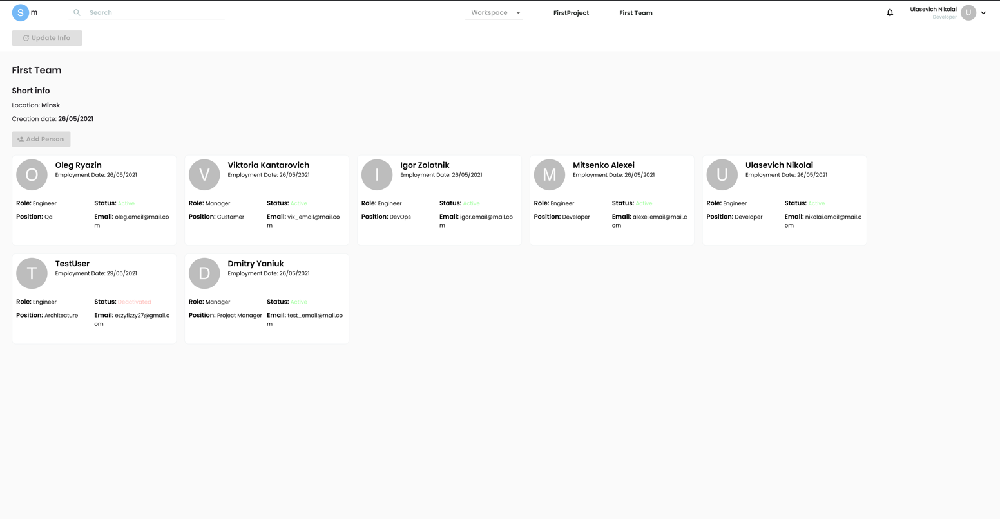 S m Search Workspace FirstProject First Team Ulasevich Nikolai U
Developer
Update Info
First Team
Short info
Location: Minsk
Creation date: 26/05/2021
Add Person
O Oleg Ryazin
Employment Date: 26/05/2021
Role: Engineer Status: Active
Position: Qa Email: oleg.email@mail.co
m
V Viktoria Kantarovich
Employment Date: 26/05/2021
Role: Manager Status: Active
Position: Customer Email: vik_email@mail.co
m
I Igor Zolotnik
Employment Date: 26/05/2021
Role: Engineer Status: Active
Position: DevOps Email: igor.email@mail.co
m
M Mitsenko Alexei
Employment Date: 26/05/2021
Role: Engineer Status: Active
Position: Developer Email: alexei.email@mail.c
om
U Ulasevich Nikolai
Employment Date: 26/05/2021
Role: Engineer Status: Active
Position: Developer Email: nikolai.email@mail.c
om
T TestUser
Employment Date: 29/05/2021
Role: Engineer Status: Deactivated
Position: Architecture Email: ezzyfizzy27@gmail.c
om
D Dmitry Yaniuk
Employment Date: 26/05/2021
Role: Manager Status: Active
Position: Project Manager Email: test_email@mail.co
m